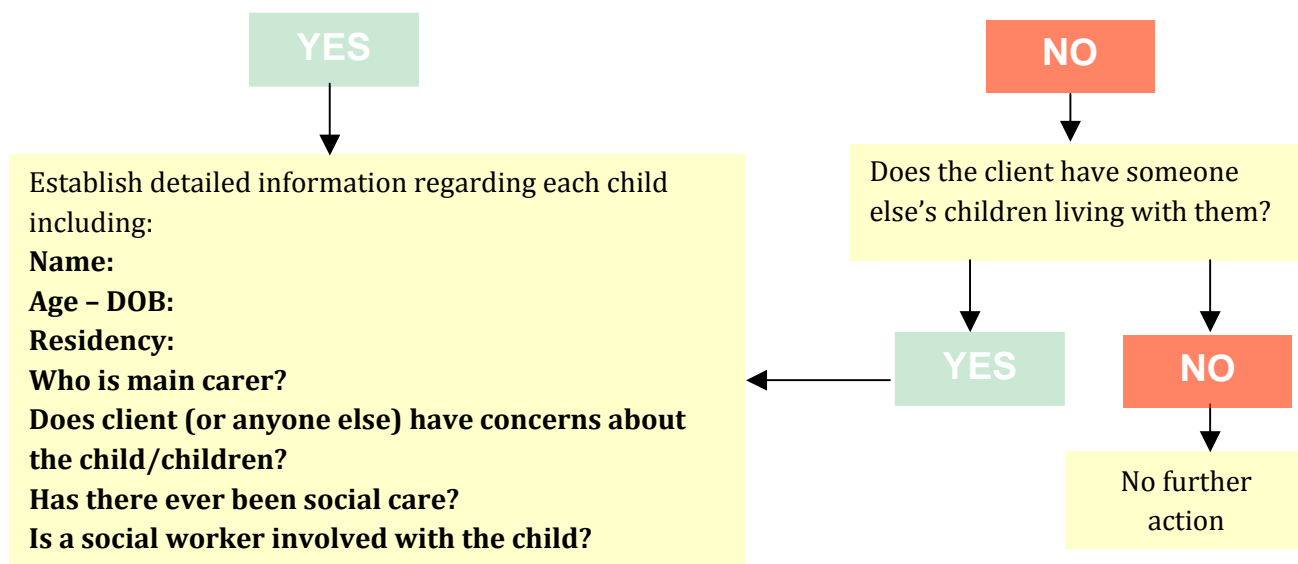 YES
NO
Establish detailed information regarding each child
including:
Name:
Age – DOB:
Residency:
Who is main carer?
Does client (or anyone else) have concerns about
the child/children?
Has there ever been social care?
Is a social worker involved with the child?
Does the client have someone
else’s children living with them?
YES
NO
No further
action